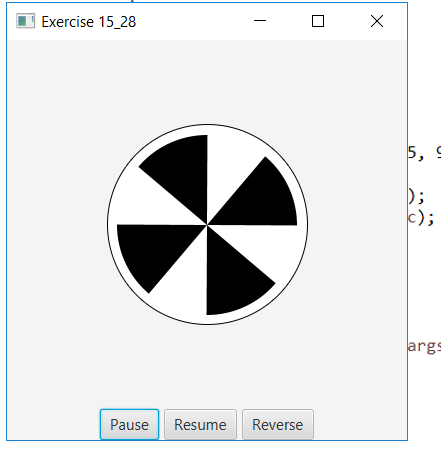 Exercise 15_28
5, 9
);
c);
args
Pause Resume Reverse